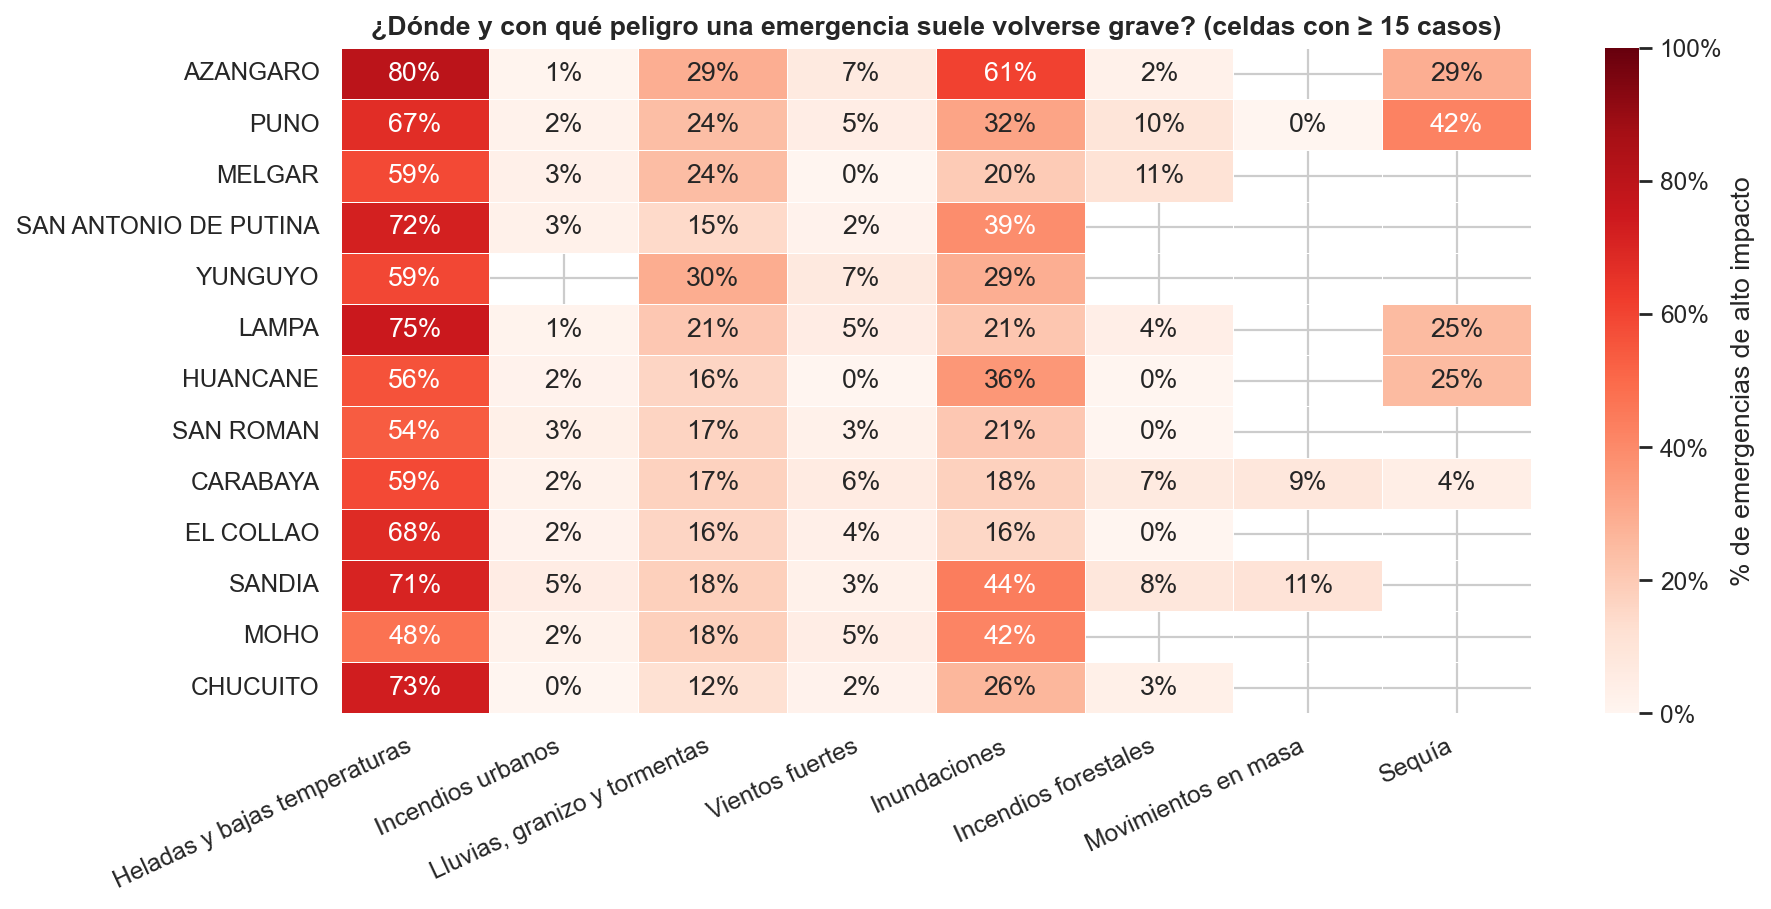 ¿Dónde y con qué peligro una emergencia suele volverse grave? (celdas con ≥ 15 casos)
AZANGARO 80% 1% 29% 7% 61% 2% 29%
PUNO 67% 2% 24% 5% 32% 10% 0% 42%
MELGAR 59% 3% 24% 0% 20% 11%
SAN ANTONIO DE PUTINA 72% 3% 15% 2% 39%
YUNGUYO 59% 30% 7% 29%
LAMPA 75% 1% 21% 5% 21% 4% 25%
HUANCANE 56% 2% 16% 0% 36% 0% 25%
SAN ROMAN 54% 3% 17% 3% 21% 0%
CARABAYA 59% 2% 17% 6% 18% 7% 9% 4%
EL COLLAO 68% 2% 16% 4% 16% 0%
SANDIA 71% 5% 18% 3% 44% 8% 11%
MOHO 48% 2% 18% 5% 42%
CHUCUITO 73% 0% 12% 2% 26% 3%
Heladas y bajas temperaturas
Incendios urbanos
Lluvias, granizo y tormentas
Vientos fuertes
Inundaciones
Incendios forestales
Movimientos en masa
Sequía
100%
80%
60%
40%
20%
0%
% de emergencias de alto impacto